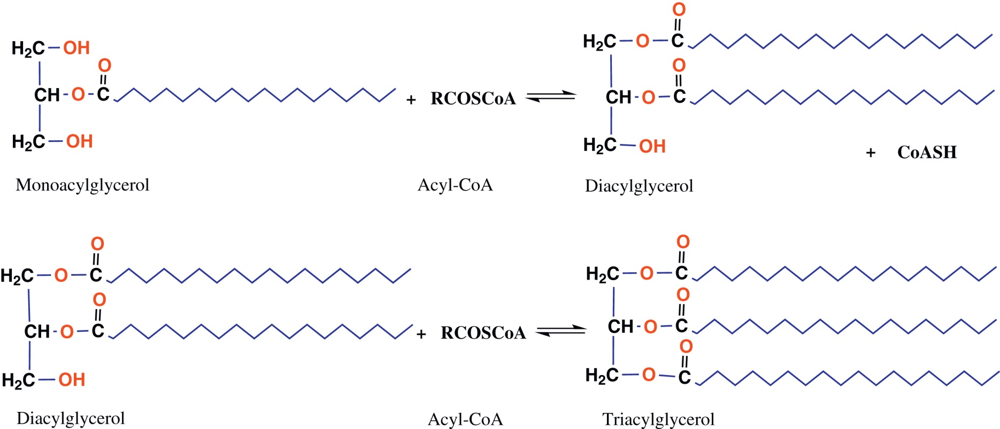 O
H₂C—O—C
H₂C—OH
O
O
CH-O-C + RCOSCoA ⇌ CH-O—C
H₂C—OH H₂C—OH
+ CoASH
Monoacylglycerol Acyl-CoA Diacylglycerol
O O
H₂C—O—C H₂C—O—C
O O
CH-O—C + RCOSCoA ⇌ CH-O—C
O
H₂C—OH H₂C—O—C
Diacylglycerol Acyl-CoA Triacylglycerol